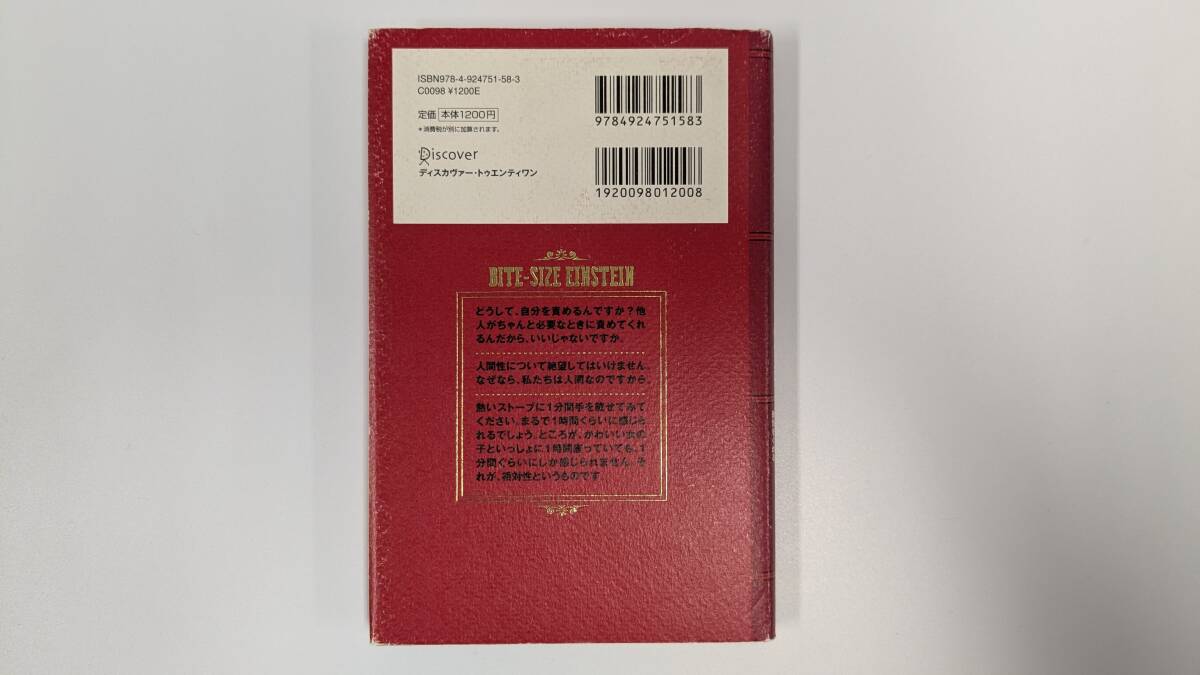 ISBN978-4-924751-58-3
C0098 ¥1200E
定価 本体1200円
*消費税が別に加算されます。
Discover
ディスカヴァー・トゥエンティワン
9784924751583
1920098012008
BITE-SIZE EINSTEIN
どうして、自分を責めるんですか?他
人がちゃんと必要なときに責めてくれ
るんだから、いいじゃないですか。
人間性について絶望してはいけません。
なぜなら、私たちは人間なのですから。
熱いストーブに1分間手を載せてみて
ください。まるで1時間ぐらいに感じら
れるでしょう。ところが、かわいい女の
子といっしょに1時間座っていても、1
分間ぐらいにしか感じられません。そ
れが、相対性というものです。